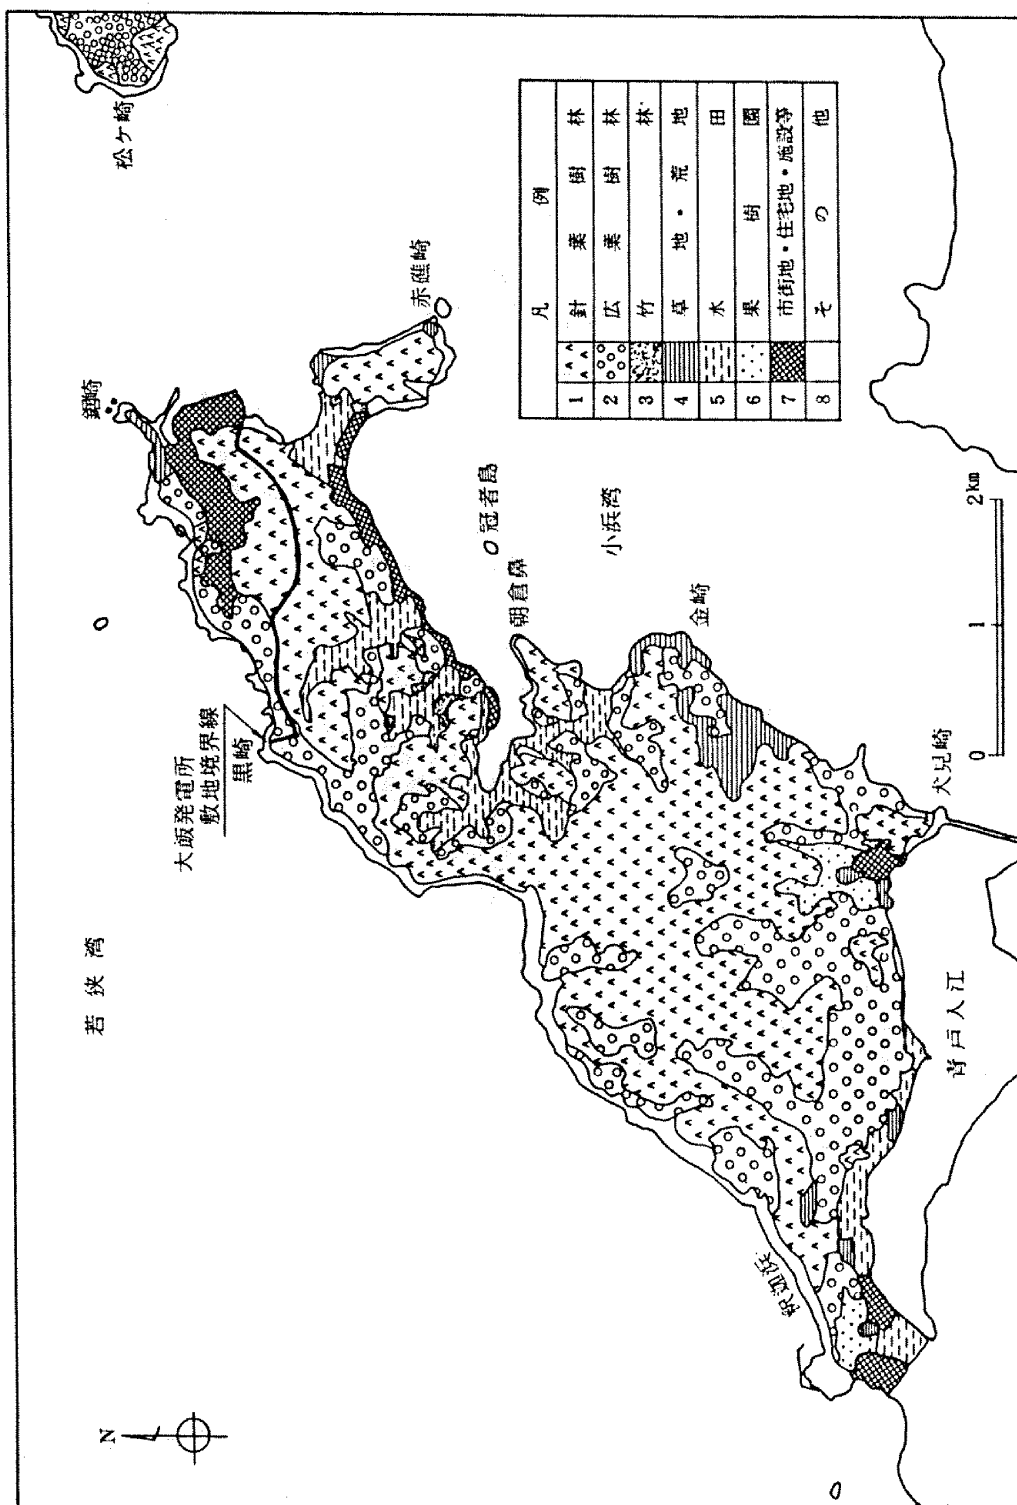 N
若狭湾
大飯発電所
敷地境界線
黒崎
鋸崎
松ケ崎
赤礁崎
冠者島
朝倉鼻
小浜湾
金崎
犬見崎
青戸入江
釈迦浜
0 1 2km
凡例
1 針葉樹林
2 広葉樹林
3 竹林
4 草地・荒地
5 水田
6 果樹園
7 市街地・住宅地・施設等
8 その他